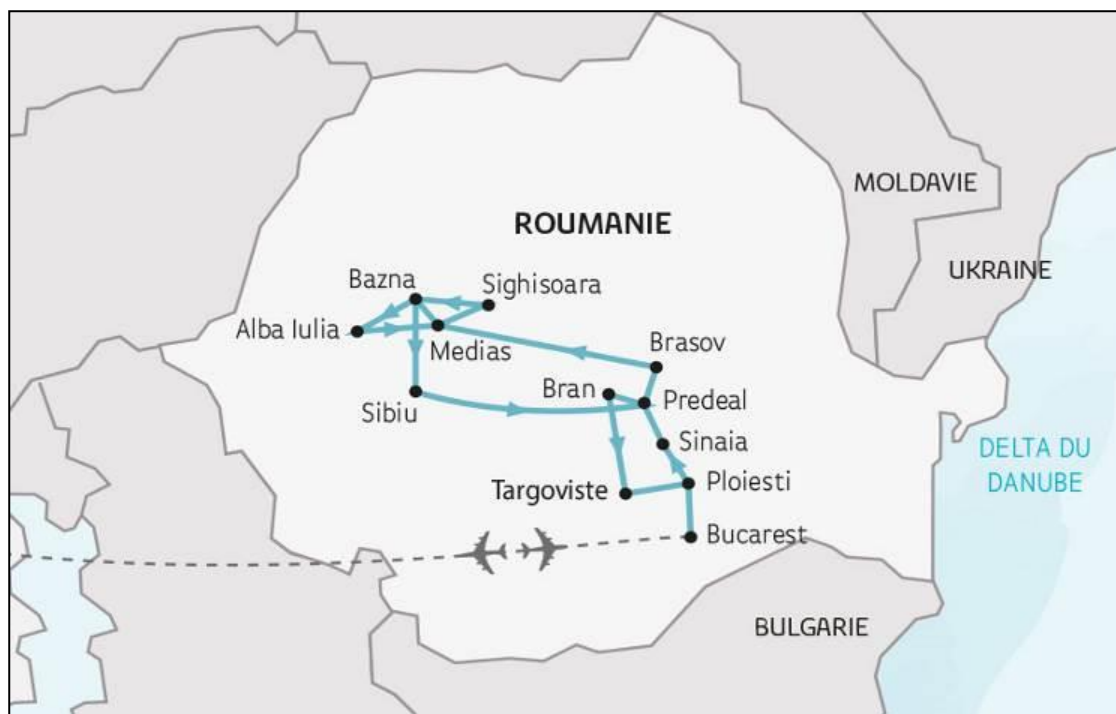 MOLDAVIE
ROUMANIE
UKRAINE
Bazna
Sighisoara
Alba Iulia
Medias
Brasov
Bran
Predeal
Sibiu
Sinaia
DELTA DU
DANUBE
Targoviste
Ploiesti
Bucarest
BULGARIE